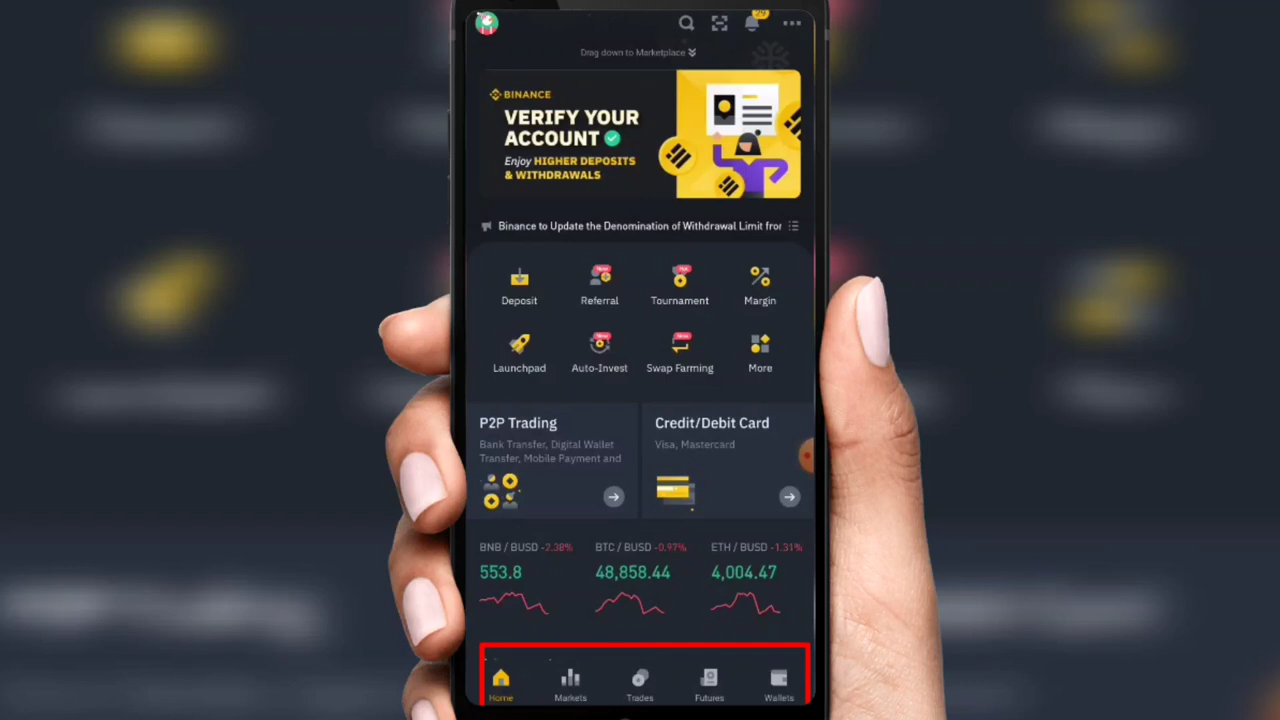 29
Drag down to Marketplace
BINANCE
VERIFY YOUR
ACCOUNT
Enjoy HIGHER DEPOSITS
& WITHDRAWALS
Binance to Update the Denomination of Withdrawal Limit from
Deposit
Referral
Tournament
Margin
Launchpad
Auto-Invest
Swap Farming
More
P2P Trading
Bank Transfer, Digital Wallet
Transfer, Mobile Payment and
Credit/Debit Card
Visa, Mastercard
BNB / BUSD -2.38%
553.8
BTC / BUSD -0.97%
48,858.44
ETH / BUSD -1.31%
4,004.47
Home
Markets
Trades
Futures
Wallets